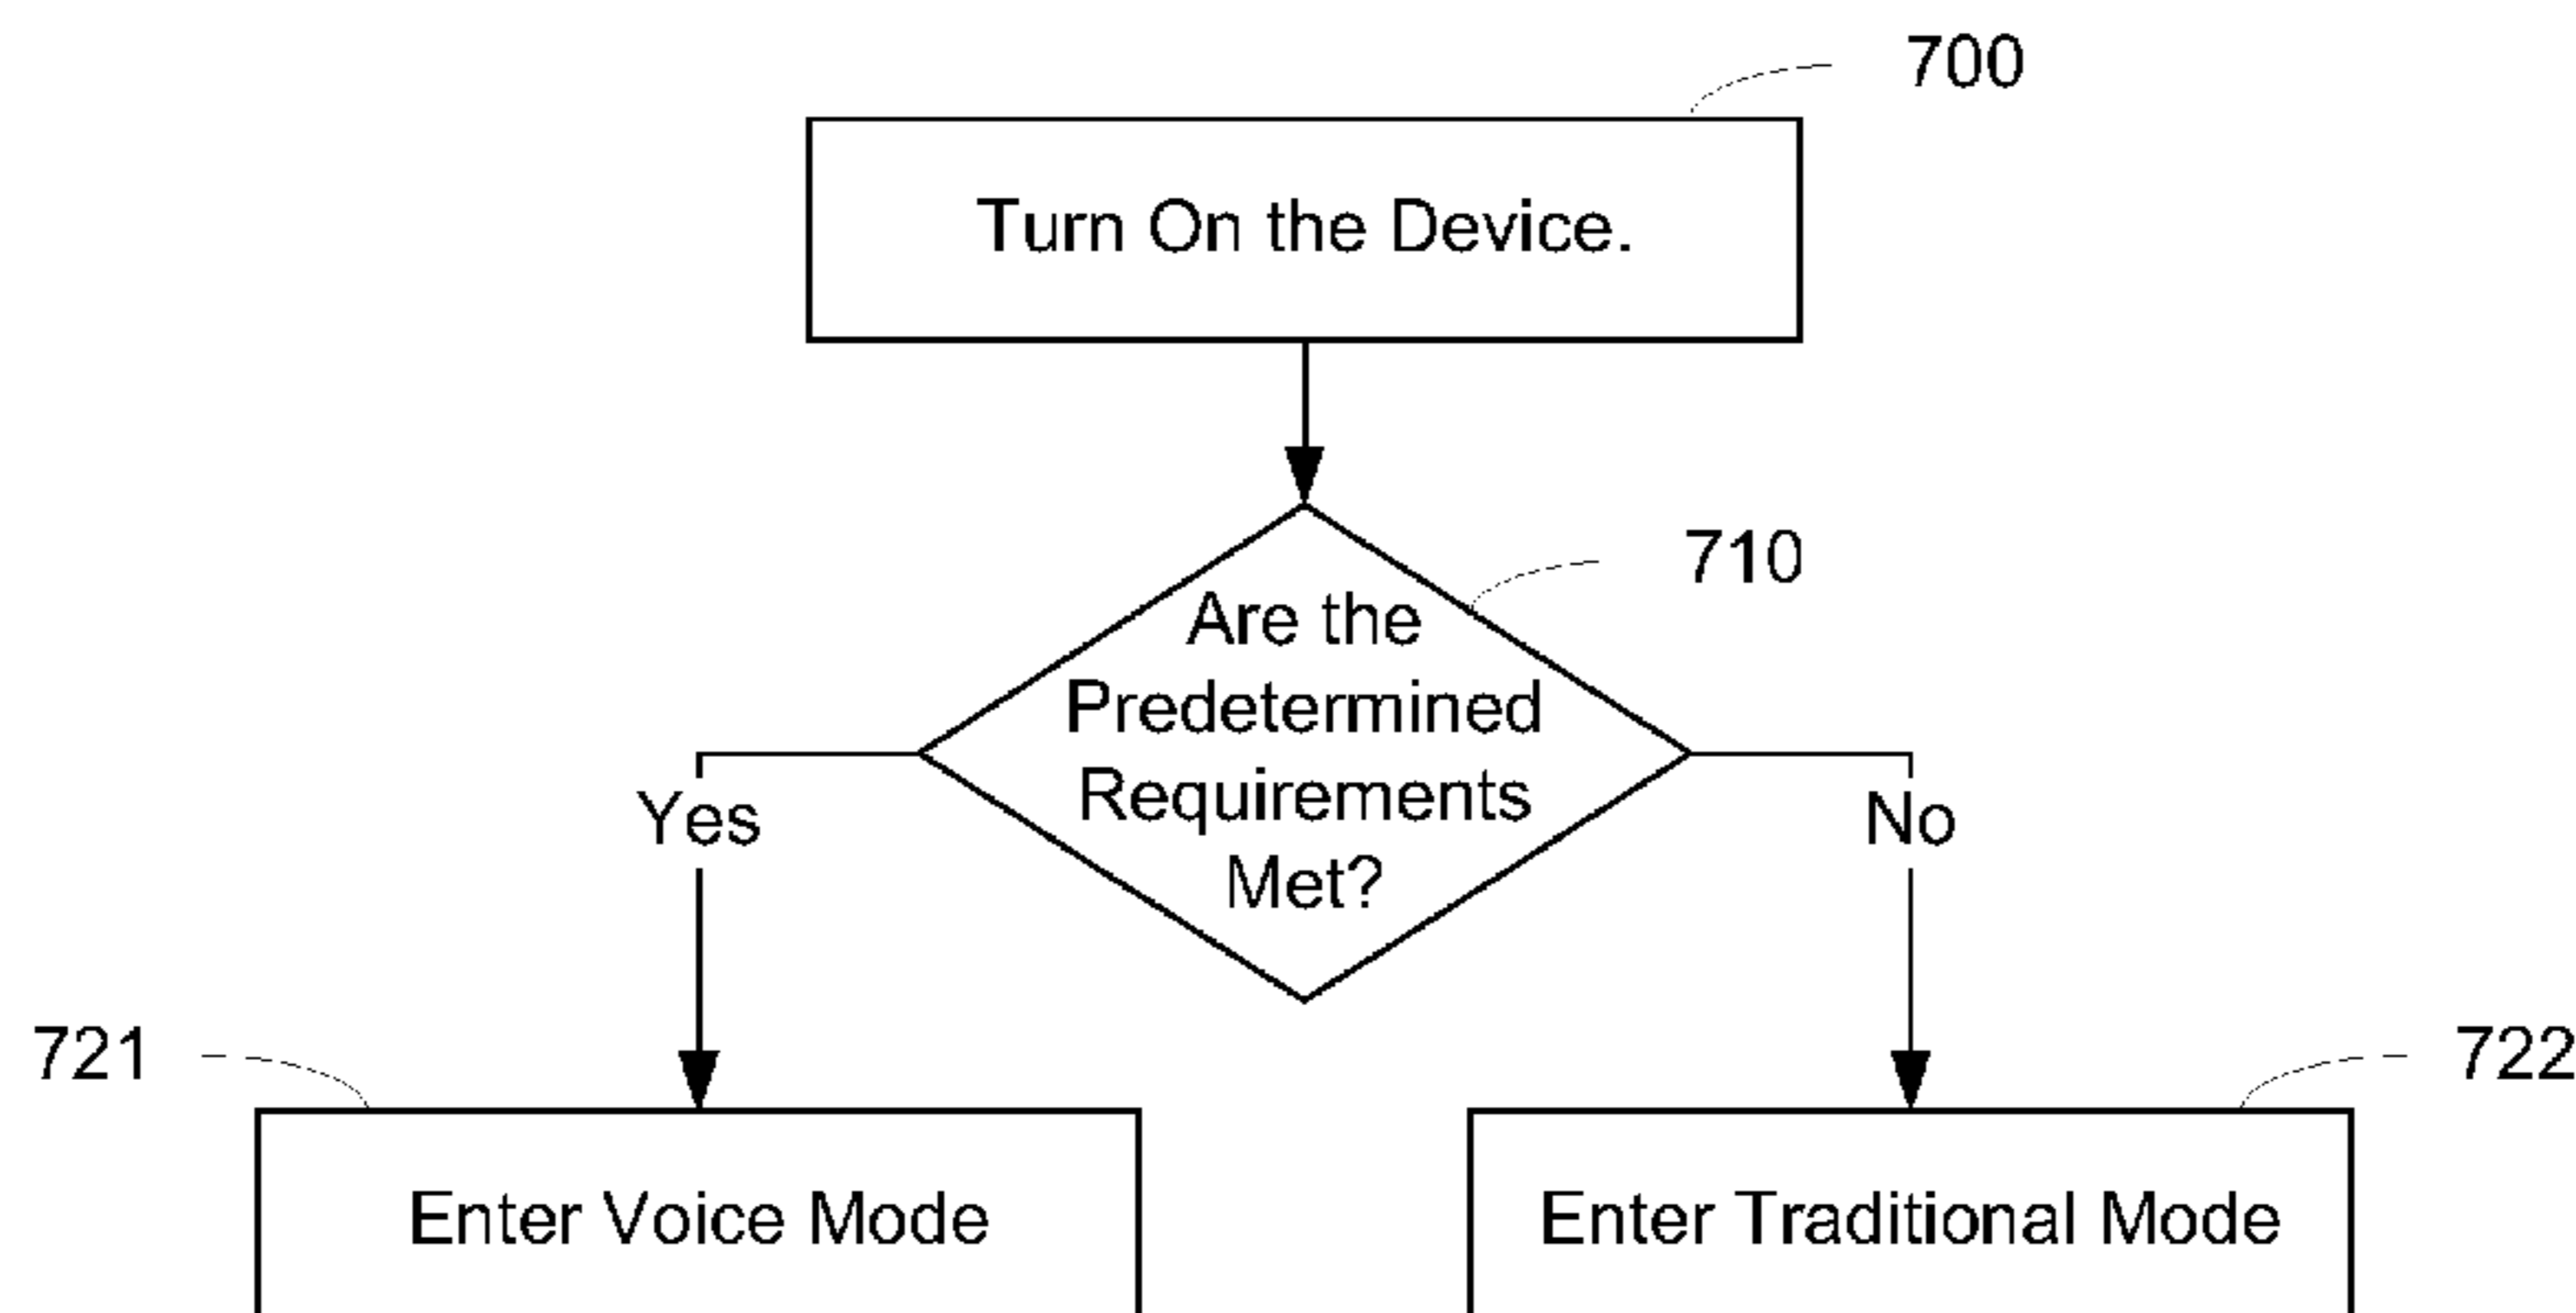 700
Turn On the Device.
710
Are the
Predetermined
Requirements
Met?
Yes
No
721
722
Enter Voice Mode
Enter Traditional Mode